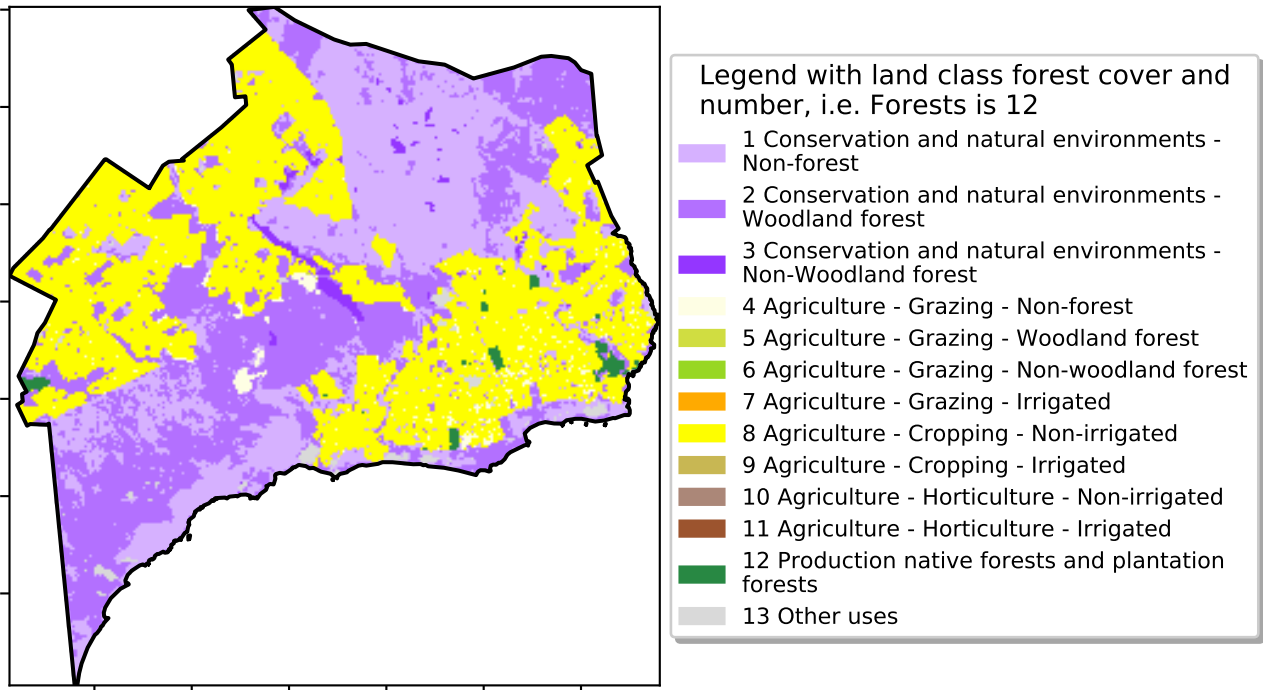 Legend with land class forest cover and
number, i.e. Forests is 12
1 Conservation and natural environments -
Non-forest
2 Conservation and natural environments -
Woodland forest
3 Conservation and natural environments -
Non-Woodland forest
4 Agriculture - Grazing - Non-forest
5 Agriculture - Grazing - Woodland forest
6 Agriculture - Grazing - Non-woodland forest
7 Agriculture - Grazing - Irrigated
8 Agriculture - Cropping - Non-irrigated
9 Agriculture - Cropping - Irrigated
10 Agriculture - Horticulture - Non-irrigated
11 Agriculture - Horticulture - Irrigated
12 Production native forests and plantation
forests
13 Other uses